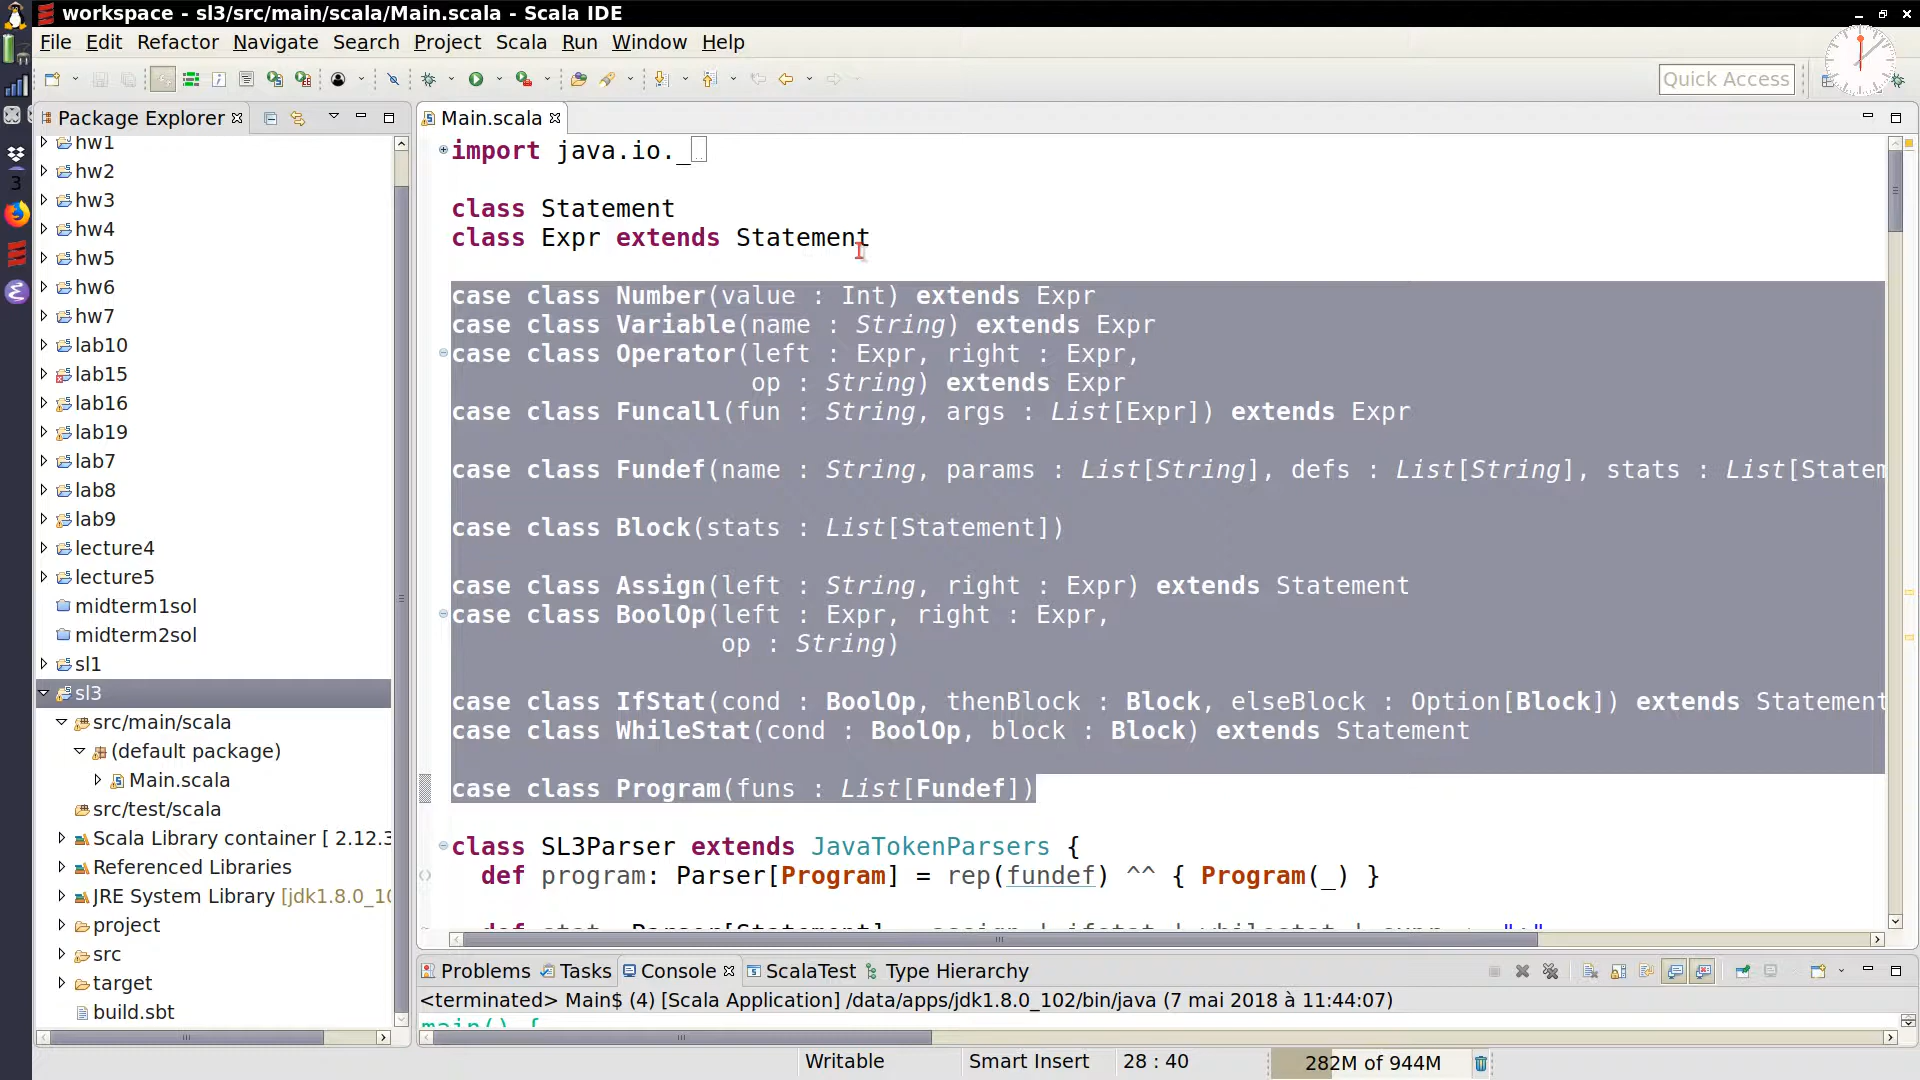 workspace - sl3/src/main/scala/Main.scala - Scala IDE
File Edit Refactor Navigate Search Project Scala Run Window Help
Quick Access
Package Explorer
Main.scala
hw1
hw2
hw3
hw4
hw5
hw6
hw7
lab10
lab15
lab16
lab19
lab7
lab8
lab9
lecture4
lecture5
midterm1sol
midterm2sol
sl1
sl3
src/main/scala
(default package)
Main.scala
src/test/scala
Scala Library container [ 2.12.3
Referenced Libraries
JRE System Library [jdk1.8.0_10
project
src
target
build.sbt
3
import java.io._
class Statement
class Expr extends Statement
case class Number(value : Int) extends Expr
case class Variable(name : String) extends Expr
case class Operator(left : Expr, right : Expr,
op : String) extends Expr
case class Funcall(fun : String, args : List[Expr]) extends Expr
case class Fundef(name : String, params : List[String], defs : List[String], stats : List[Statem
case class Block(stats : List[Statement])
case class Assign(left : String, right : Expr) extends Statement
case class BoolOp(left : Expr, right : Expr,
op : String)
case class IfStat(cond : BoolOp, thenBlock : Block, elseBlock : Option[Block]) extends Statement
case class WhileStat(cond : BoolOp, block : Block) extends Statement
case class Program(funs : List[Fundef])
class SL3Parser extends JavaTokenParsers {
def program: Parser[Program] = rep(fundef) ^^ { Program(_) }
Problems Tasks Console ScalaTest Type Hierarchy
<terminated> Main$ (4) [Scala Application] /data/apps/jdk1.8.0_102/bin/java (7 mai 2018 à 11:44:07)
main() {
Writable Smart Insert 28 : 40 282M of 944M